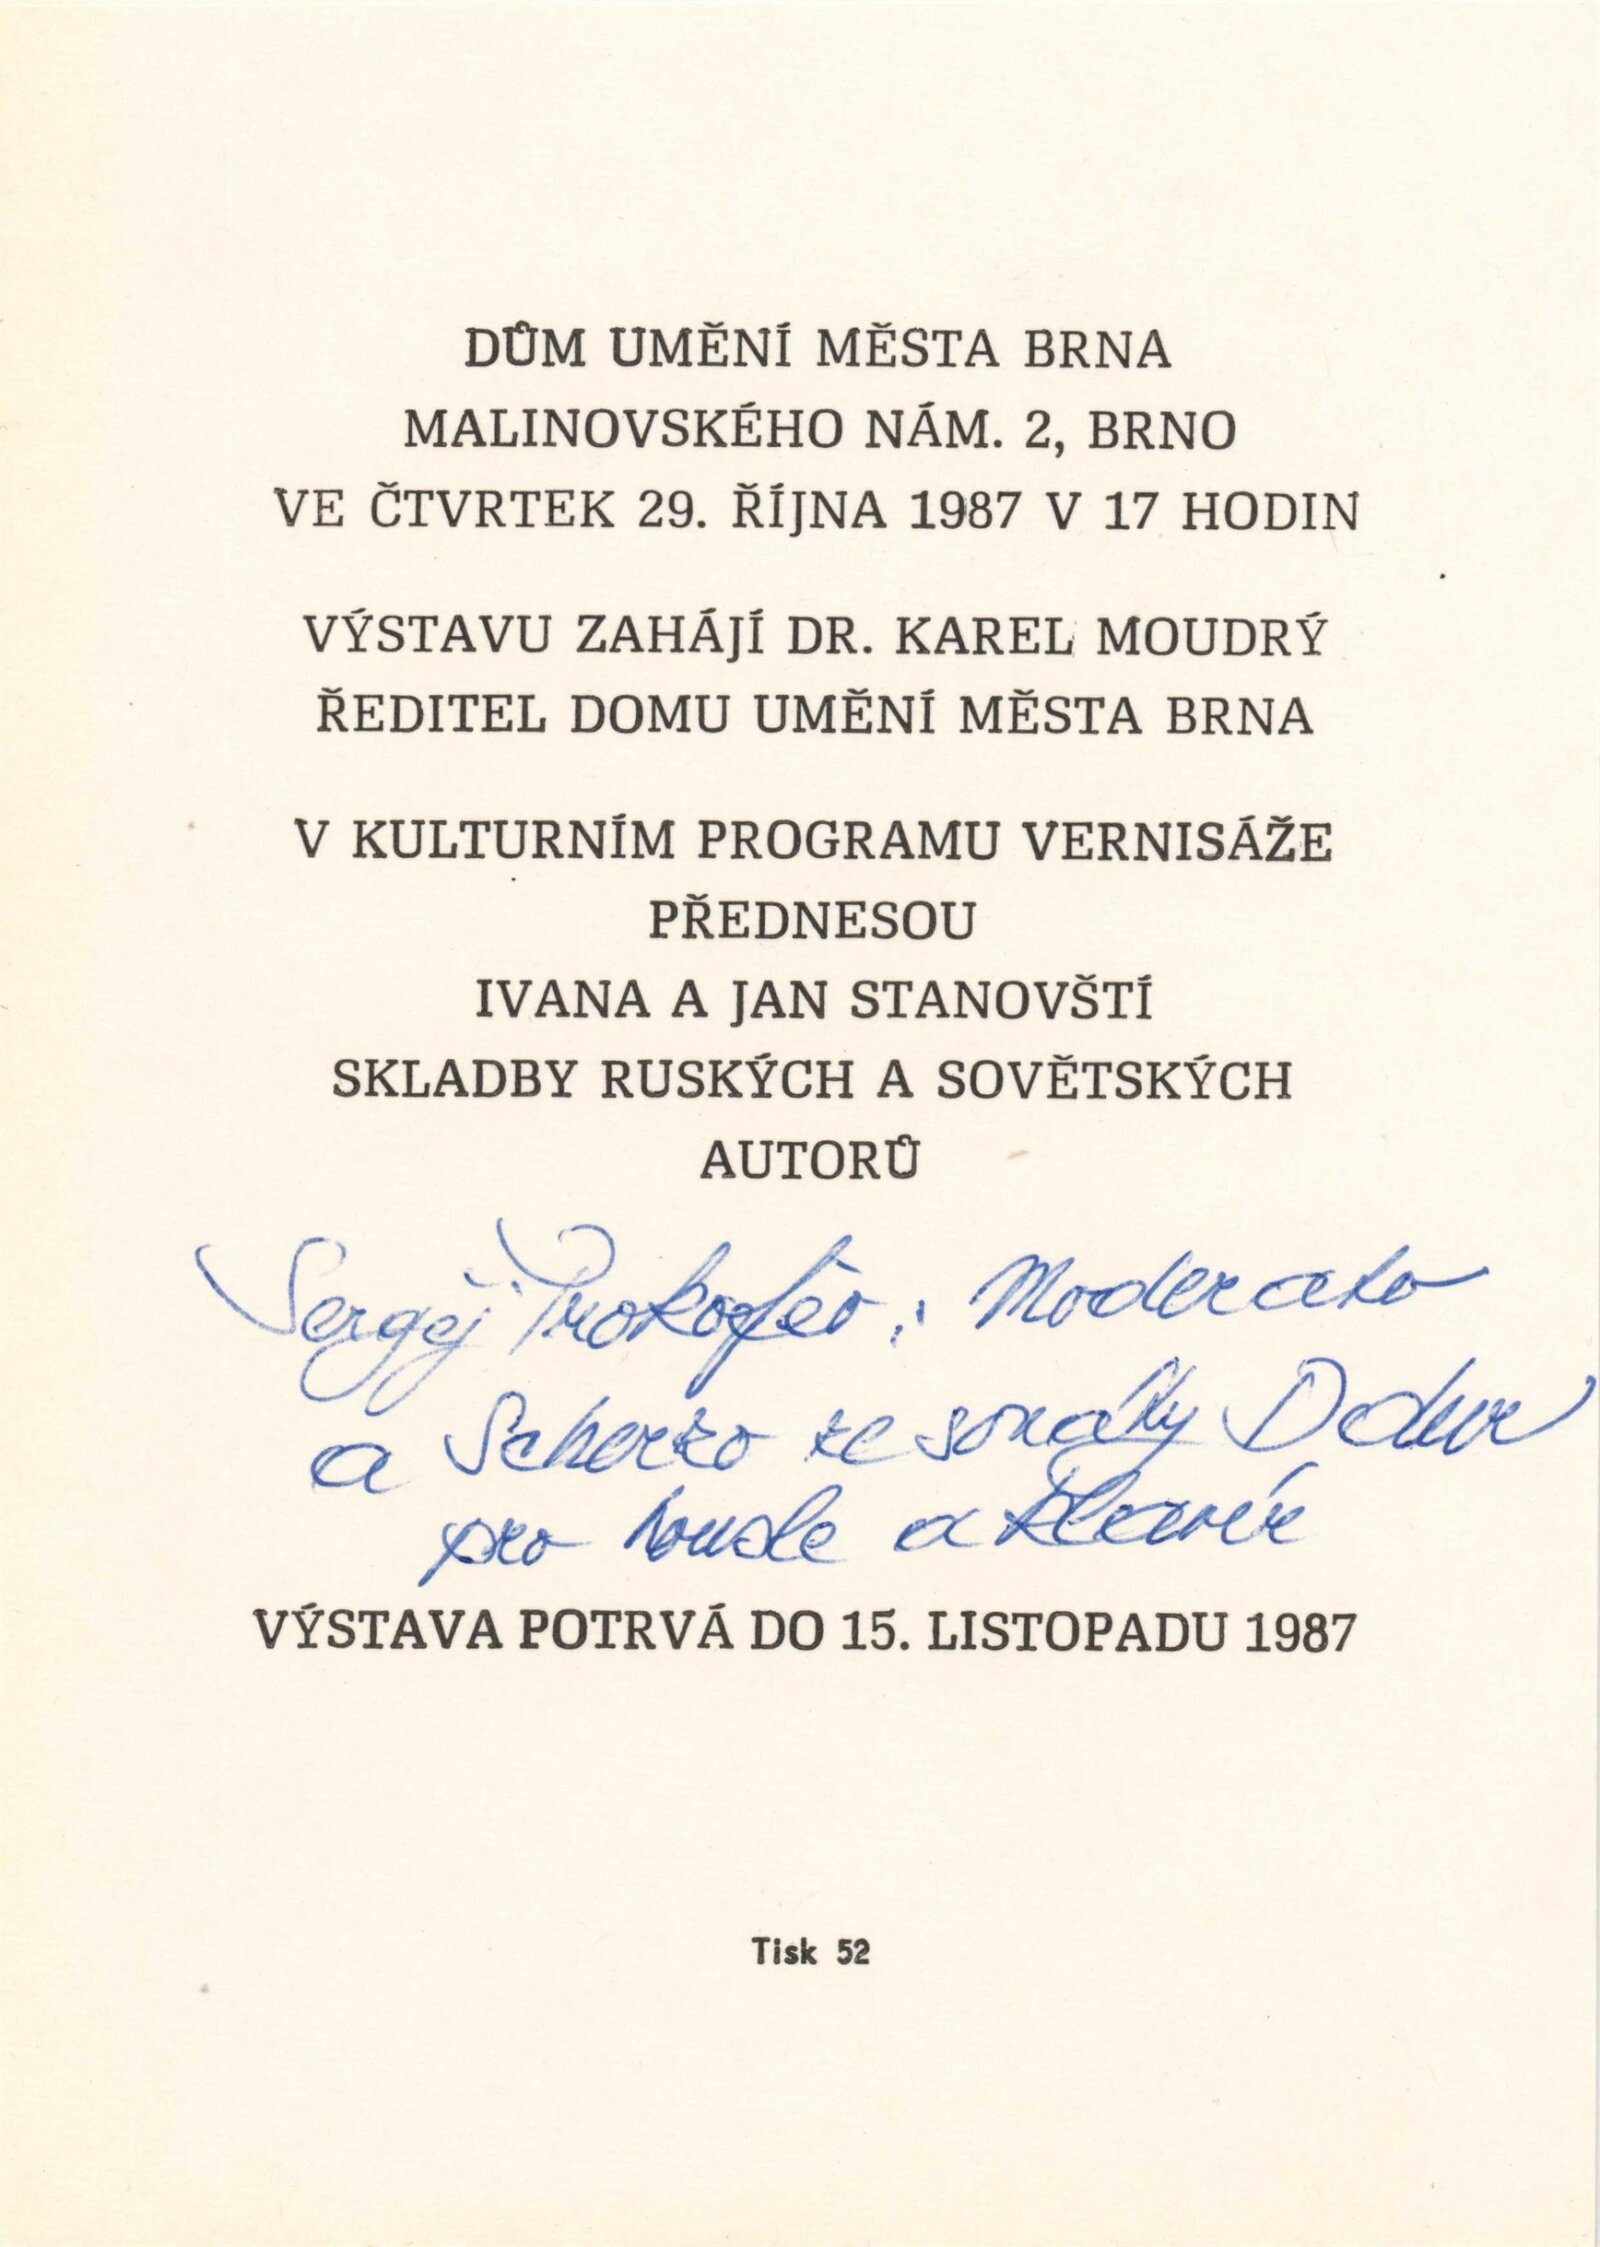 DŮM UMĚNÍ MĚSTA BRNA
MALINOVSKÉHO NÁM. 2, BRNO
VE ČTVRTEK 29. ŘÍJNA 1987 V 17 HODIN
VÝSTAVU ZAHÁJÍ DR. KAREL MOUDRÝ
ŘEDITEL DOMU UMĚNÍ MĚSTA BRNA
V KULTURNÍM PROGRAMU VERNISÁŽE
PŘEDNESOU
IVANA A JAN STANOVŠTÍ
SKLADBY RUSKÝCH A SOVĚTSKÝCH
AUTORŮ
Sergěj Prokofěv: Moderato
a Scherzo ze sonáty D dur
pro housle a klavír
VÝSTAVA POTRVÁ DO 15. LISTOPADU 1987
Tisk 52